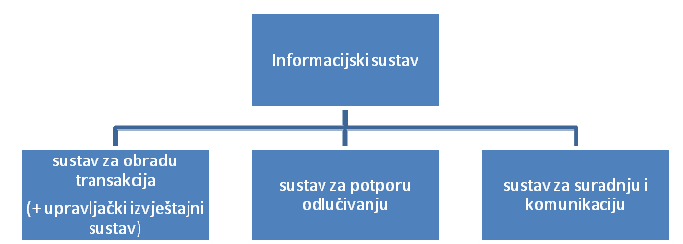 Informacijski sustav
sustav za obradu
transakcija
(+ upravljački izvještajni
sustav)
sustav za potporu
odlučivanju
sustav za suradnju i
komunikaciju